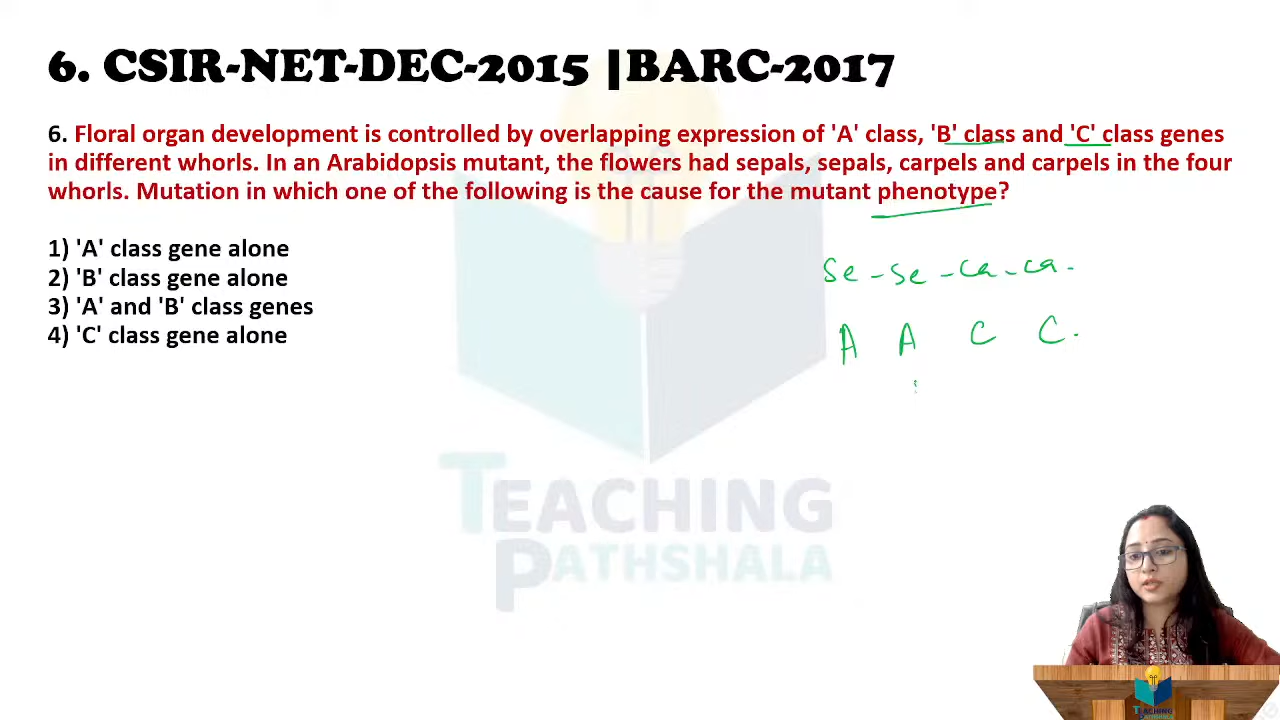 6. CSIR-NET-DEC-2015 |BARC-2017
6. Floral organ development is controlled by overlapping expression of 'A' class, 'B' class and 'C' class genes
in different whorls. In an Arabidopsis mutant, the flowers had sepals, sepals, carpels and carpels in the four
whorls. Mutation in which one of the following is the cause for the mutant phenotype?
1) 'A' class gene alone
2) 'B' class gene alone
3) 'A' and 'B' class genes
4) 'C' class gene alone
Se - Se - Ca - Ca.
A A C C.
TEACHING
PATHSHALA
TEACHING
PATHSHALA